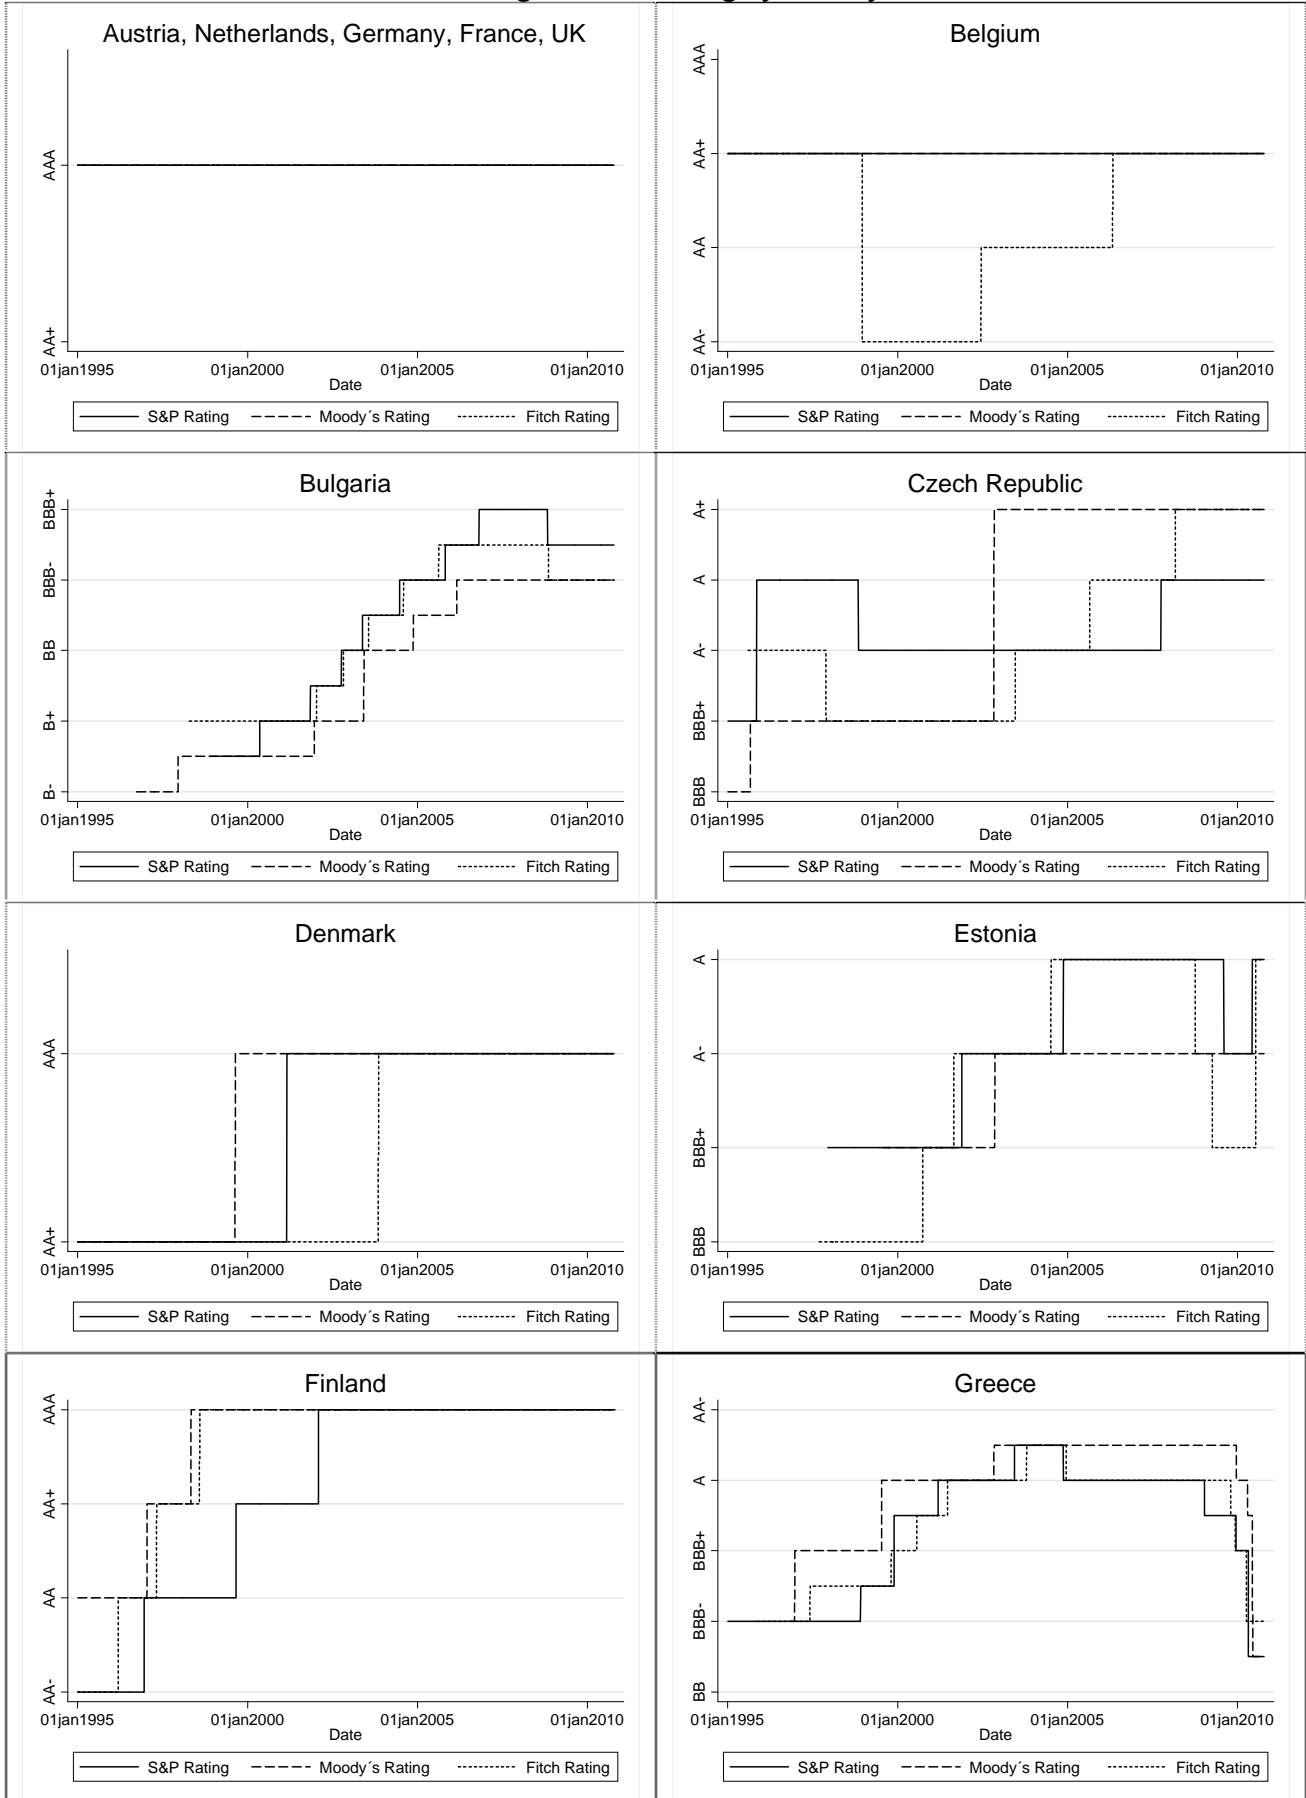 Austria, Netherlands, Germany, France, UK
AAA
AA+
01jan1995 01jan2000 01jan2005 01jan2010
Date
S&P Rating Moody´s Rating Fitch Rating
Belgium
AAA
AA+
AA
AA-
01jan1995 01jan2000 01jan2005 01jan2010
Date
S&P Rating Moody´s Rating Fitch Rating
Bulgaria
BBB+
BBB-
BB
B+
B-
01jan1995 01jan2000 01jan2005 01jan2010
Date
S&P Rating Moody´s Rating Fitch Rating
Czech Republic
A+
A
A-
BBB+
BBB
01jan1995 01jan2000 01jan2005 01jan2010
Date
S&P Rating Moody´s Rating Fitch Rating
Denmark
AAA
AA+
01jan1995 01jan2000 01jan2005 01jan2010
Date
S&P Rating Moody´s Rating Fitch Rating
Estonia
A
A-
BBB+
BBB
01jan1995 01jan2000 01jan2005 01jan2010
Date
S&P Rating Moody´s Rating Fitch Rating
Finland
AAA
AA+
AA
AA-
01jan1995 01jan2000 01jan2005 01jan2010
Date
S&P Rating Moody´s Rating Fitch Rating
Greece
AA-
A
BBB+
BBB-
BB
01jan1995 01jan2000 01jan2005 01jan2010
Date
S&P Rating Moody´s Rating Fitch Rating